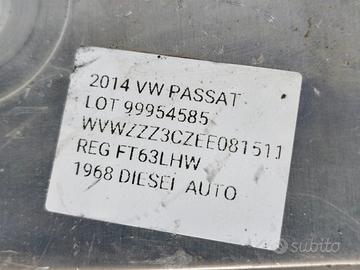 2014 VW PASSAT
LOT 99954585
WVWZZZ3CZEE081511
REG FT63LHW
1968 DIESEL AUTO
subito